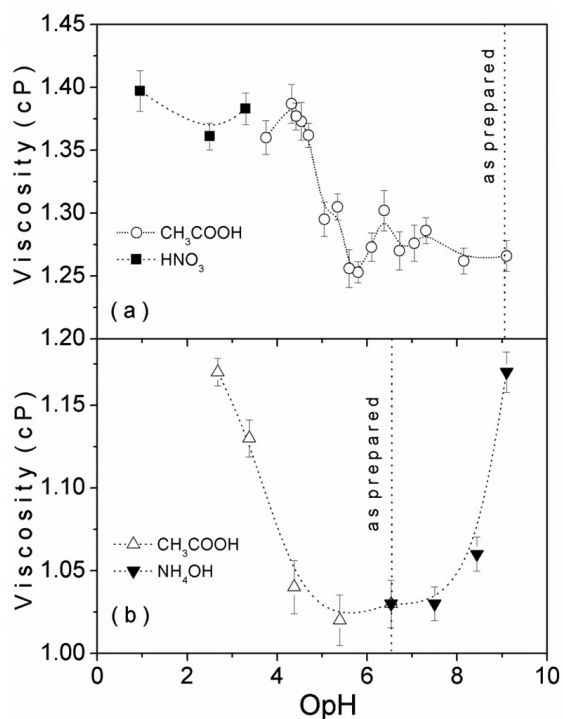 1.45
1.40
1.35
1.30
1.25
1.20
Viscosity (cP)
as prepared
CH₃COOH
HNO₃
(a)
1.15
1.10
1.05
1.00
Viscosity (cP)
as prepared
CH₃COOH
NH₄OH
(b)
0 2 4 6 8 10
OpH